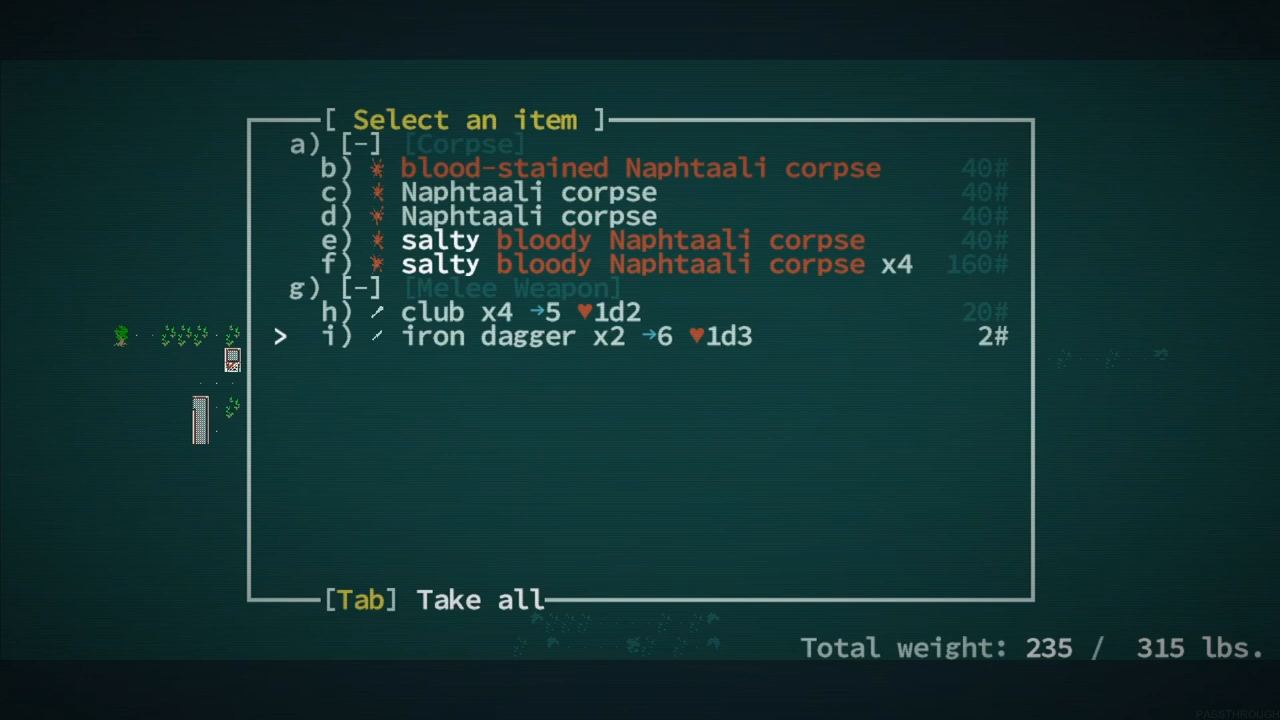 [ Select an item ]
a) [-] [Corpse]
b) blood-stained Naphtaali corpse 40#
c) Naphtaali corpse 40#
d) Naphtaali corpse 40#
e) salty bloody Naphtaali corpse 40#
f) salty bloody Naphtaali corpse x4 160#
g) [-] [Melee Weapon]
h) club x4 →5 ♥1d2 20#
> i) iron dagger x2 →6 ♥1d3 2#
[Tab] Take all
Total weight: 235 / 315 lbs.
PASSTHROUGH